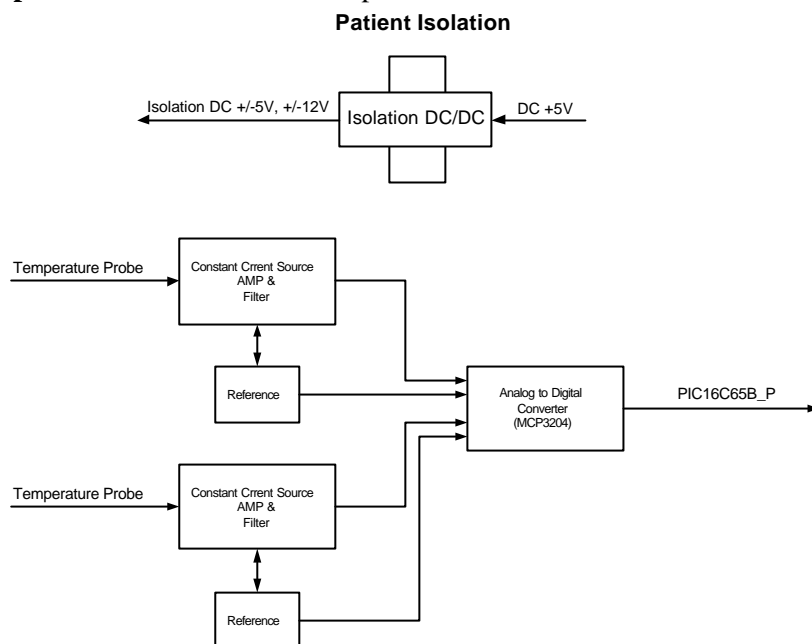 Patient Isolation
Isolation DC +/-5V, +/-12V
Isolation DC/DC
DC +5V
Temperature Probe
Constant Crrent Source
AMP &
Filter
Reference
Analog to Digital
Converter
(MCP3204)
PIC16C65B_P
Temperature Probe
Constant Crrent Source
AMP &
Filter
Reference